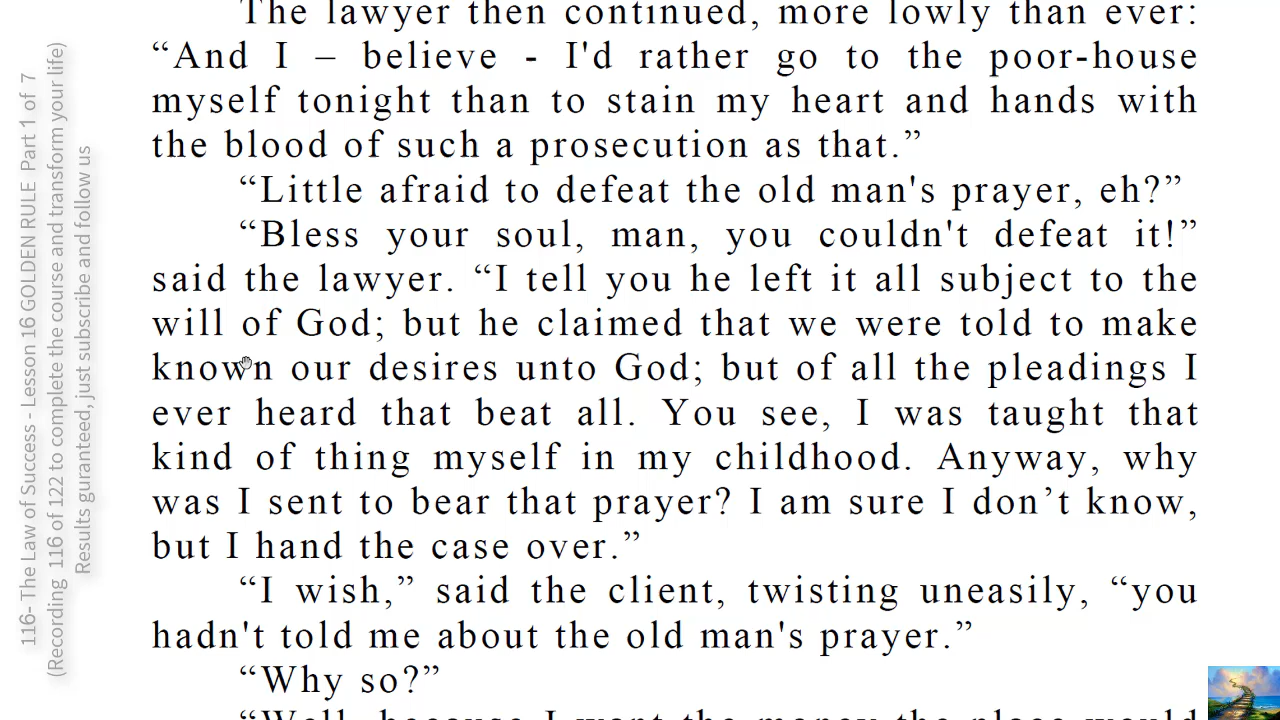 The lawyer then continued, more lowly than ever:
“And I – believe - I'd rather go to the poor-house
myself tonight than to stain my heart and hands with
the blood of such a prosecution as that.”
“Little afraid to defeat the old man's prayer, eh?”
“Bless your soul, man, you couldn't defeat it!”
said the lawyer. “I tell you he left it all subject to the
will of God; but he claimed that we were told to make
known our desires unto God; but of all the pleadings I
ever heard that beat all. You see, I was taught that
kind of thing myself in my childhood. Anyway, why
was I sent to bear that prayer? I am sure I don’t know,
but I hand the case over.”
“I wish,” said the client, twisting uneasily, “you
hadn't told me about the old man's prayer.”
“Why so?”
“Well, because I want the money the place would
116- The Law of Success - Lesson 16 GOLDEN RULE Part 1 of 7
(Recording 116 of 122 to complete the course and transform your life)
Results guranteed, just subscribe and follow us